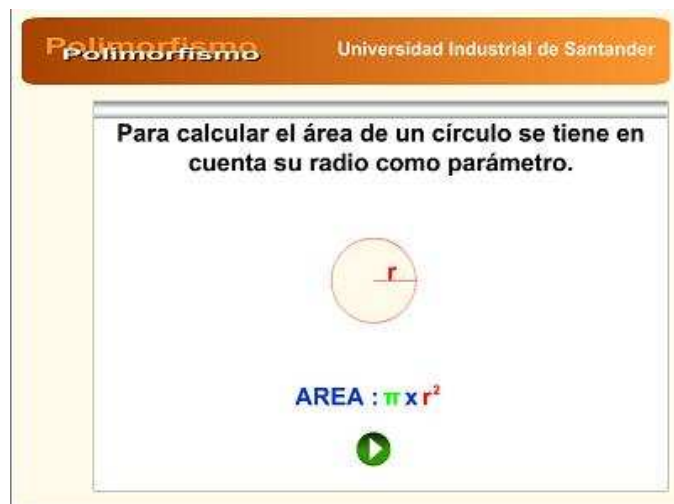 Polimorfismo
Universidad Industrial de Santander
Para calcular el área de un círculo se tiene en
cuenta su radio como parámetro.
r
AREA : π x r²